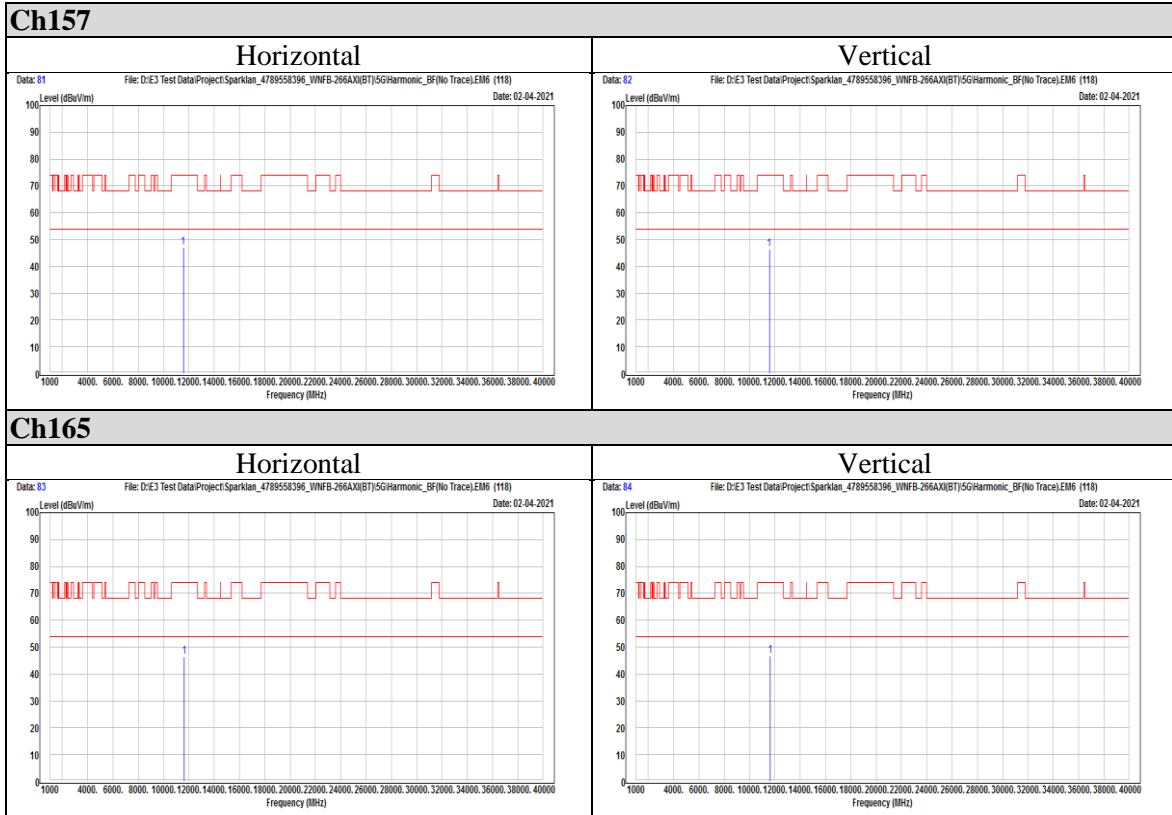 Ch157
Horizontal Vertical
Data: 81 File: D:\E3 Test Data\Project\Sparklan_4789558396_WNFB-266AXI(BT)\5G\Harmonic_BF(No Trace).EM6 (118)
Level (dBuV/m) Date: 02-04-2021
100
90
80
70
60
50
40
30
20
10
0
1
1000 4000. 6000. 8000. 10000. 12000. 14000. 16000. 18000. 20000. 22000. 24000. 26000. 28000. 30000. 32000. 34000. 36000. 38000. 40000
Frequency (MHz)
Data: 82 File: D:\E3 Test Data\Project\Sparklan_4789558396_WNFB-266AXI(BT)\5G\Harmonic_BF(No Trace).EM6 (118)
Level (dBuV/m) Date: 02-04-2021
100
90
80
70
60
50
40
30
20
10
0
1
1000 4000. 6000. 8000. 10000. 12000. 14000. 16000. 18000. 20000. 22000. 24000. 26000. 28000. 30000. 32000. 34000. 36000. 38000. 40000
Frequency (MHz)
Ch165
Horizontal Vertical
Data: 83 File: D:\E3 Test Data\Project\Sparklan_4789558396_WNFB-266AXI(BT)\5G\Harmonic_BF(No Trace).EM6 (118)
Level (dBuV/m) Date: 02-04-2021
100
90
80
70
60
50
40
30
20
10
0
1
1000 4000. 6000. 8000. 10000. 12000. 14000. 16000. 18000. 20000. 22000. 24000. 26000. 28000. 30000. 32000. 34000. 36000. 38000. 40000
Frequency (MHz)
Data: 84 File: D:\E3 Test Data\Project\Sparklan_4789558396_WNFB-266AXI(BT)\5G\Harmonic_BF(No Trace).EM6 (118)
Level (dBuV/m) Date: 02-04-2021
100
90
80
70
60
50
40
30
20
10
0
1
1000 4000. 6000. 8000. 10000. 12000. 14000. 16000. 18000. 20000. 22000. 24000. 26000. 28000. 30000. 32000. 34000. 36000. 38000. 40000
Frequency (MHz)